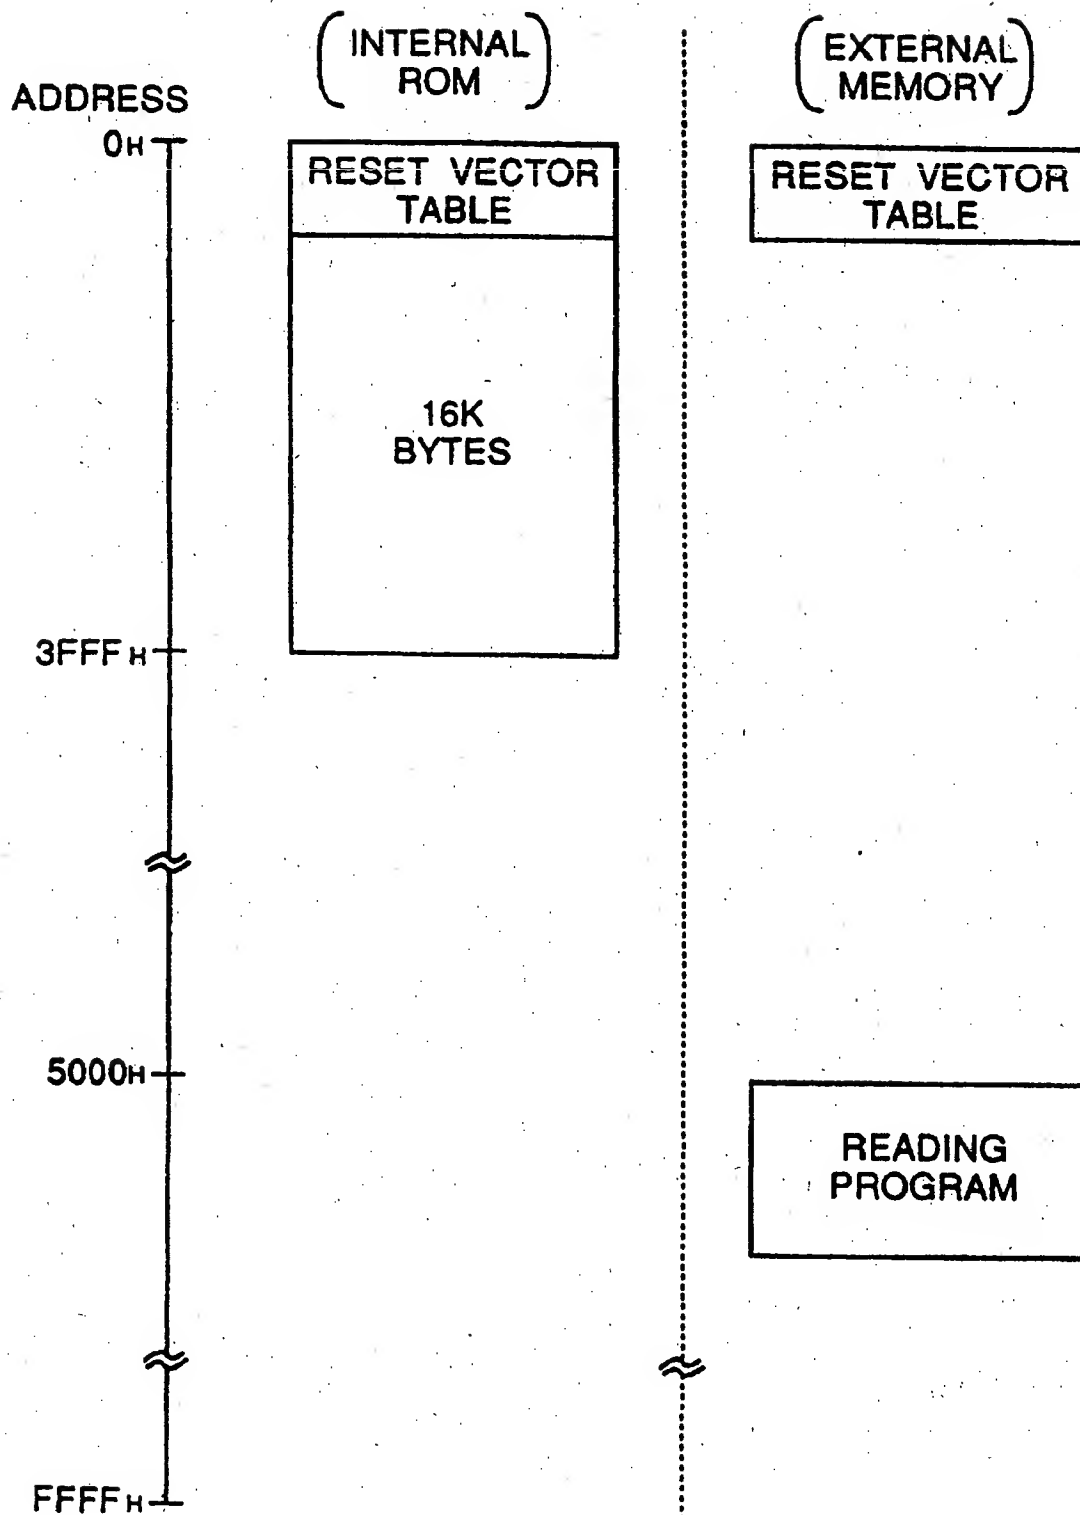 (INTERNAL
ROM)
(EXTERNAL
MEMORY)
ADDRESS
0H
RESET VECTOR
TABLE
RESET VECTOR
TABLE
16K
BYTES
3FFFH
5000H
READING
PROGRAM
FFFFH